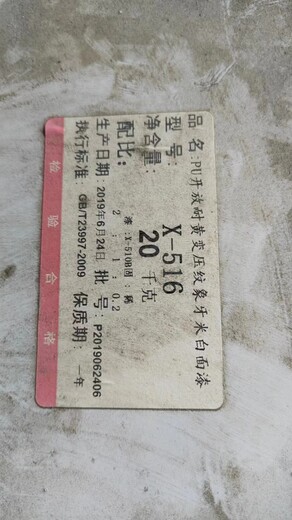 品 名:PU开放耐黄变压纹象牙米白面漆
型 号: X-516
净含量: 20 千克
配比: 漆:X-510B固:稀
2:1:0.2
生产日期:2019年6月24日 批 号:P2019062406
执行标准:GB/T23997-2009 保质期:一年
检验合格